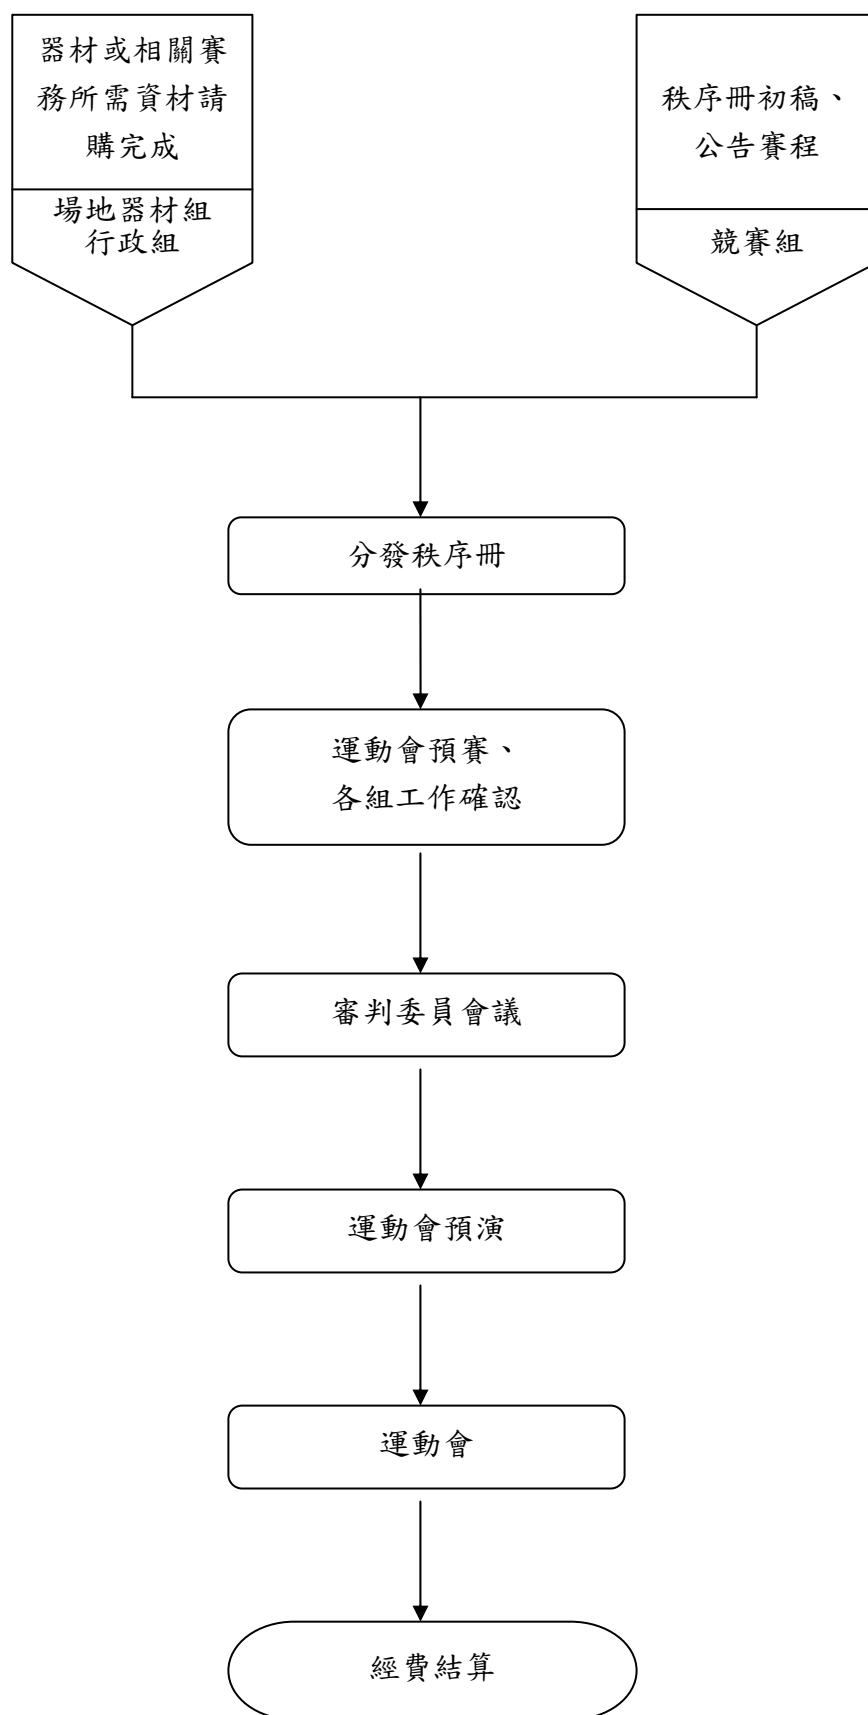 器材或相關賽
務所需資材請
購完成
場地器材組
行政組
秩序冊初稿、
公告賽程
競賽組
分發秩序冊
運動會預賽、
各組工作確認
審判委員會議
運動會預演
運動會
經費結算